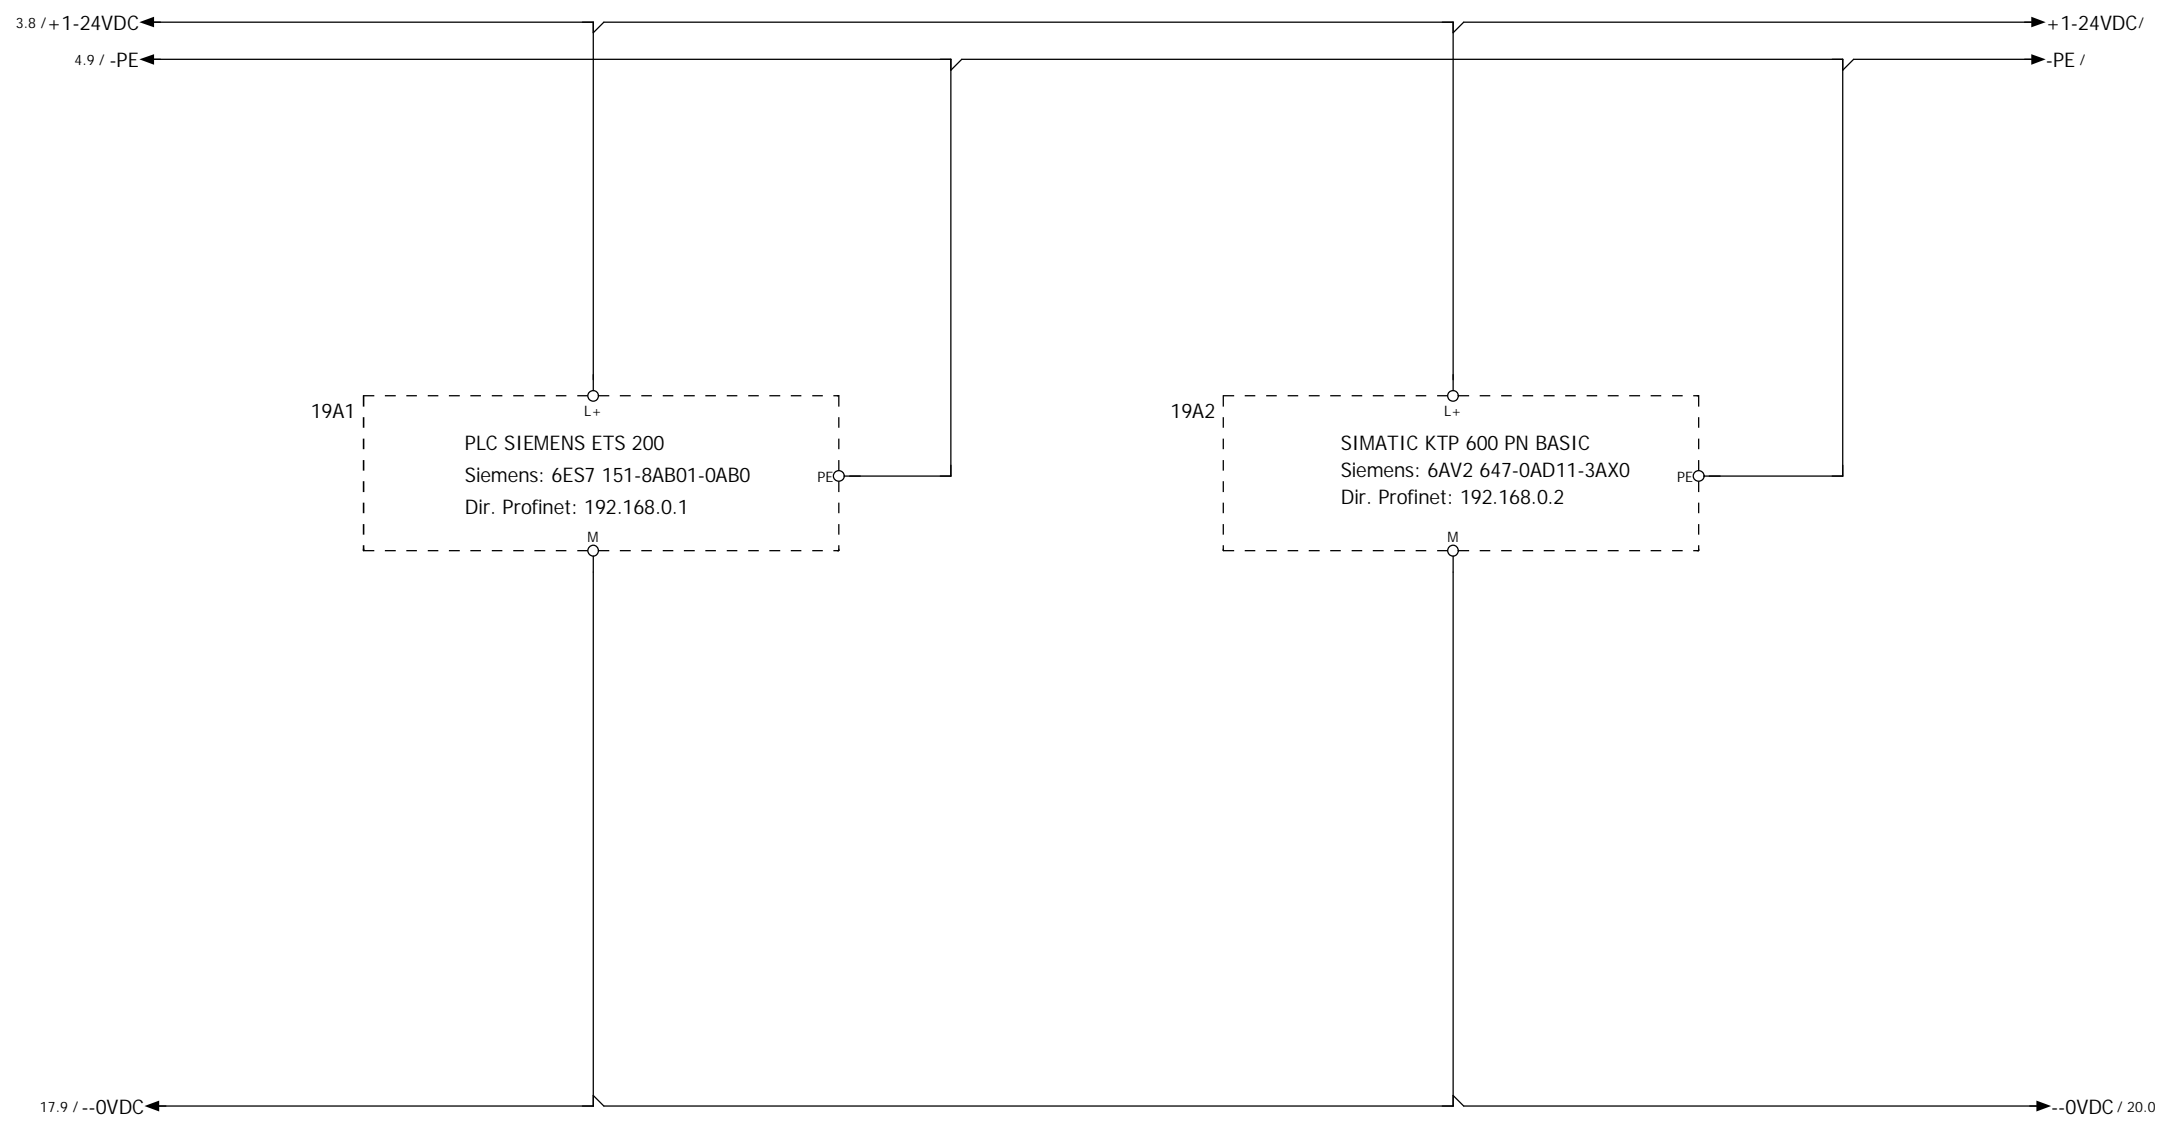 3.8 / +1-24VDC
+1-24VDC /
4.9 / -PE
-PE /
19A1
L+
PLC SIEMENS ETS 200
Siemens: 6ES7 151-8AB01-0AB0
Dir. Profinet: 192.168.0.1
PE
M
19A2
L+
SIMATIC KTP 600 PN BASIC
Siemens: 6AV2 647-0AD11-3AX0
Dir. Profinet: 192.168.0.2
PE
M
17.9 / --0VDC
--0VDC / 20.0